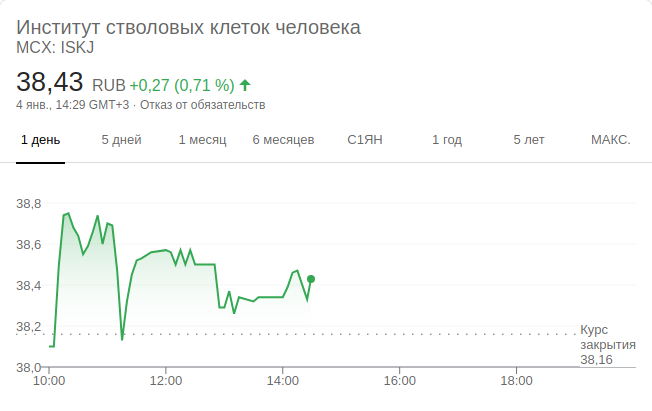 Институт стволовых клеток человека
MCX: ISKJ
38,43 RUB +0,27 (0,71 %)
4 янв., 14:29 GMT+3 · Отказ от обязательств
1 день 5 дней 1 месяц 6 месяцев С1ЯН 1 год 5 лет МАКС.
38,8
38,6
38,4
38,2
38,0
Курс
закрытия
38,16
10:00 12:00 14:00 16:00 18:00